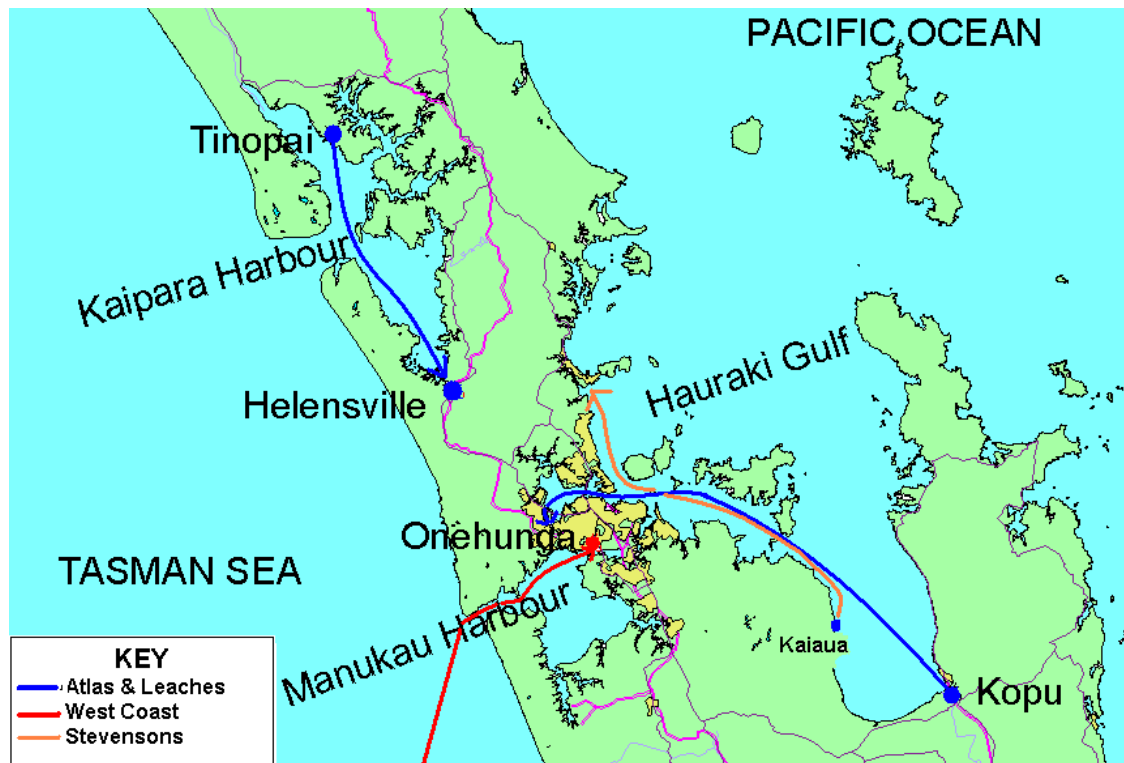 PACIFIC OCEAN
Tinopai
Kaipara Harbour
Hauraki Gulf
Helensville
Onehunga
TASMAN SEA
Manukau Harbour
Kaiaua
Kopu
KEY
Atlas & Leaches
West Coast
Stevensons